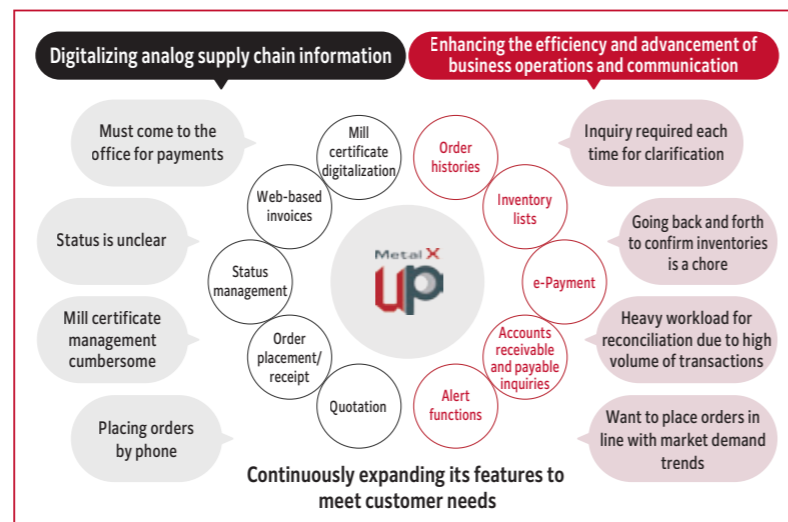 Digitalizing analog supply chain information
Enhancing the efficiency and advancement of
business operations and communication
Must come to the
office for payments
Status is unclear
Mill certificate
management
cumbersome
Placing orders
by phone
Mill
certificate
digitalization
Web-based
invoices
Status
management
Order
placement/
receipt
Quotation
Metal X
up
Order
histories
Inventory
lists
e-Payment
Accounts
receivable
and payable
inquiries
Alert
functions
Inquiry required each
time for clarification
Going back and forth
to confirm inventories
is a chore
Heavy workload for
reconciliation due to high
volume of transactions
Want to place orders in
line with market demand
trends
Continuously expanding its features to
meet customer needs